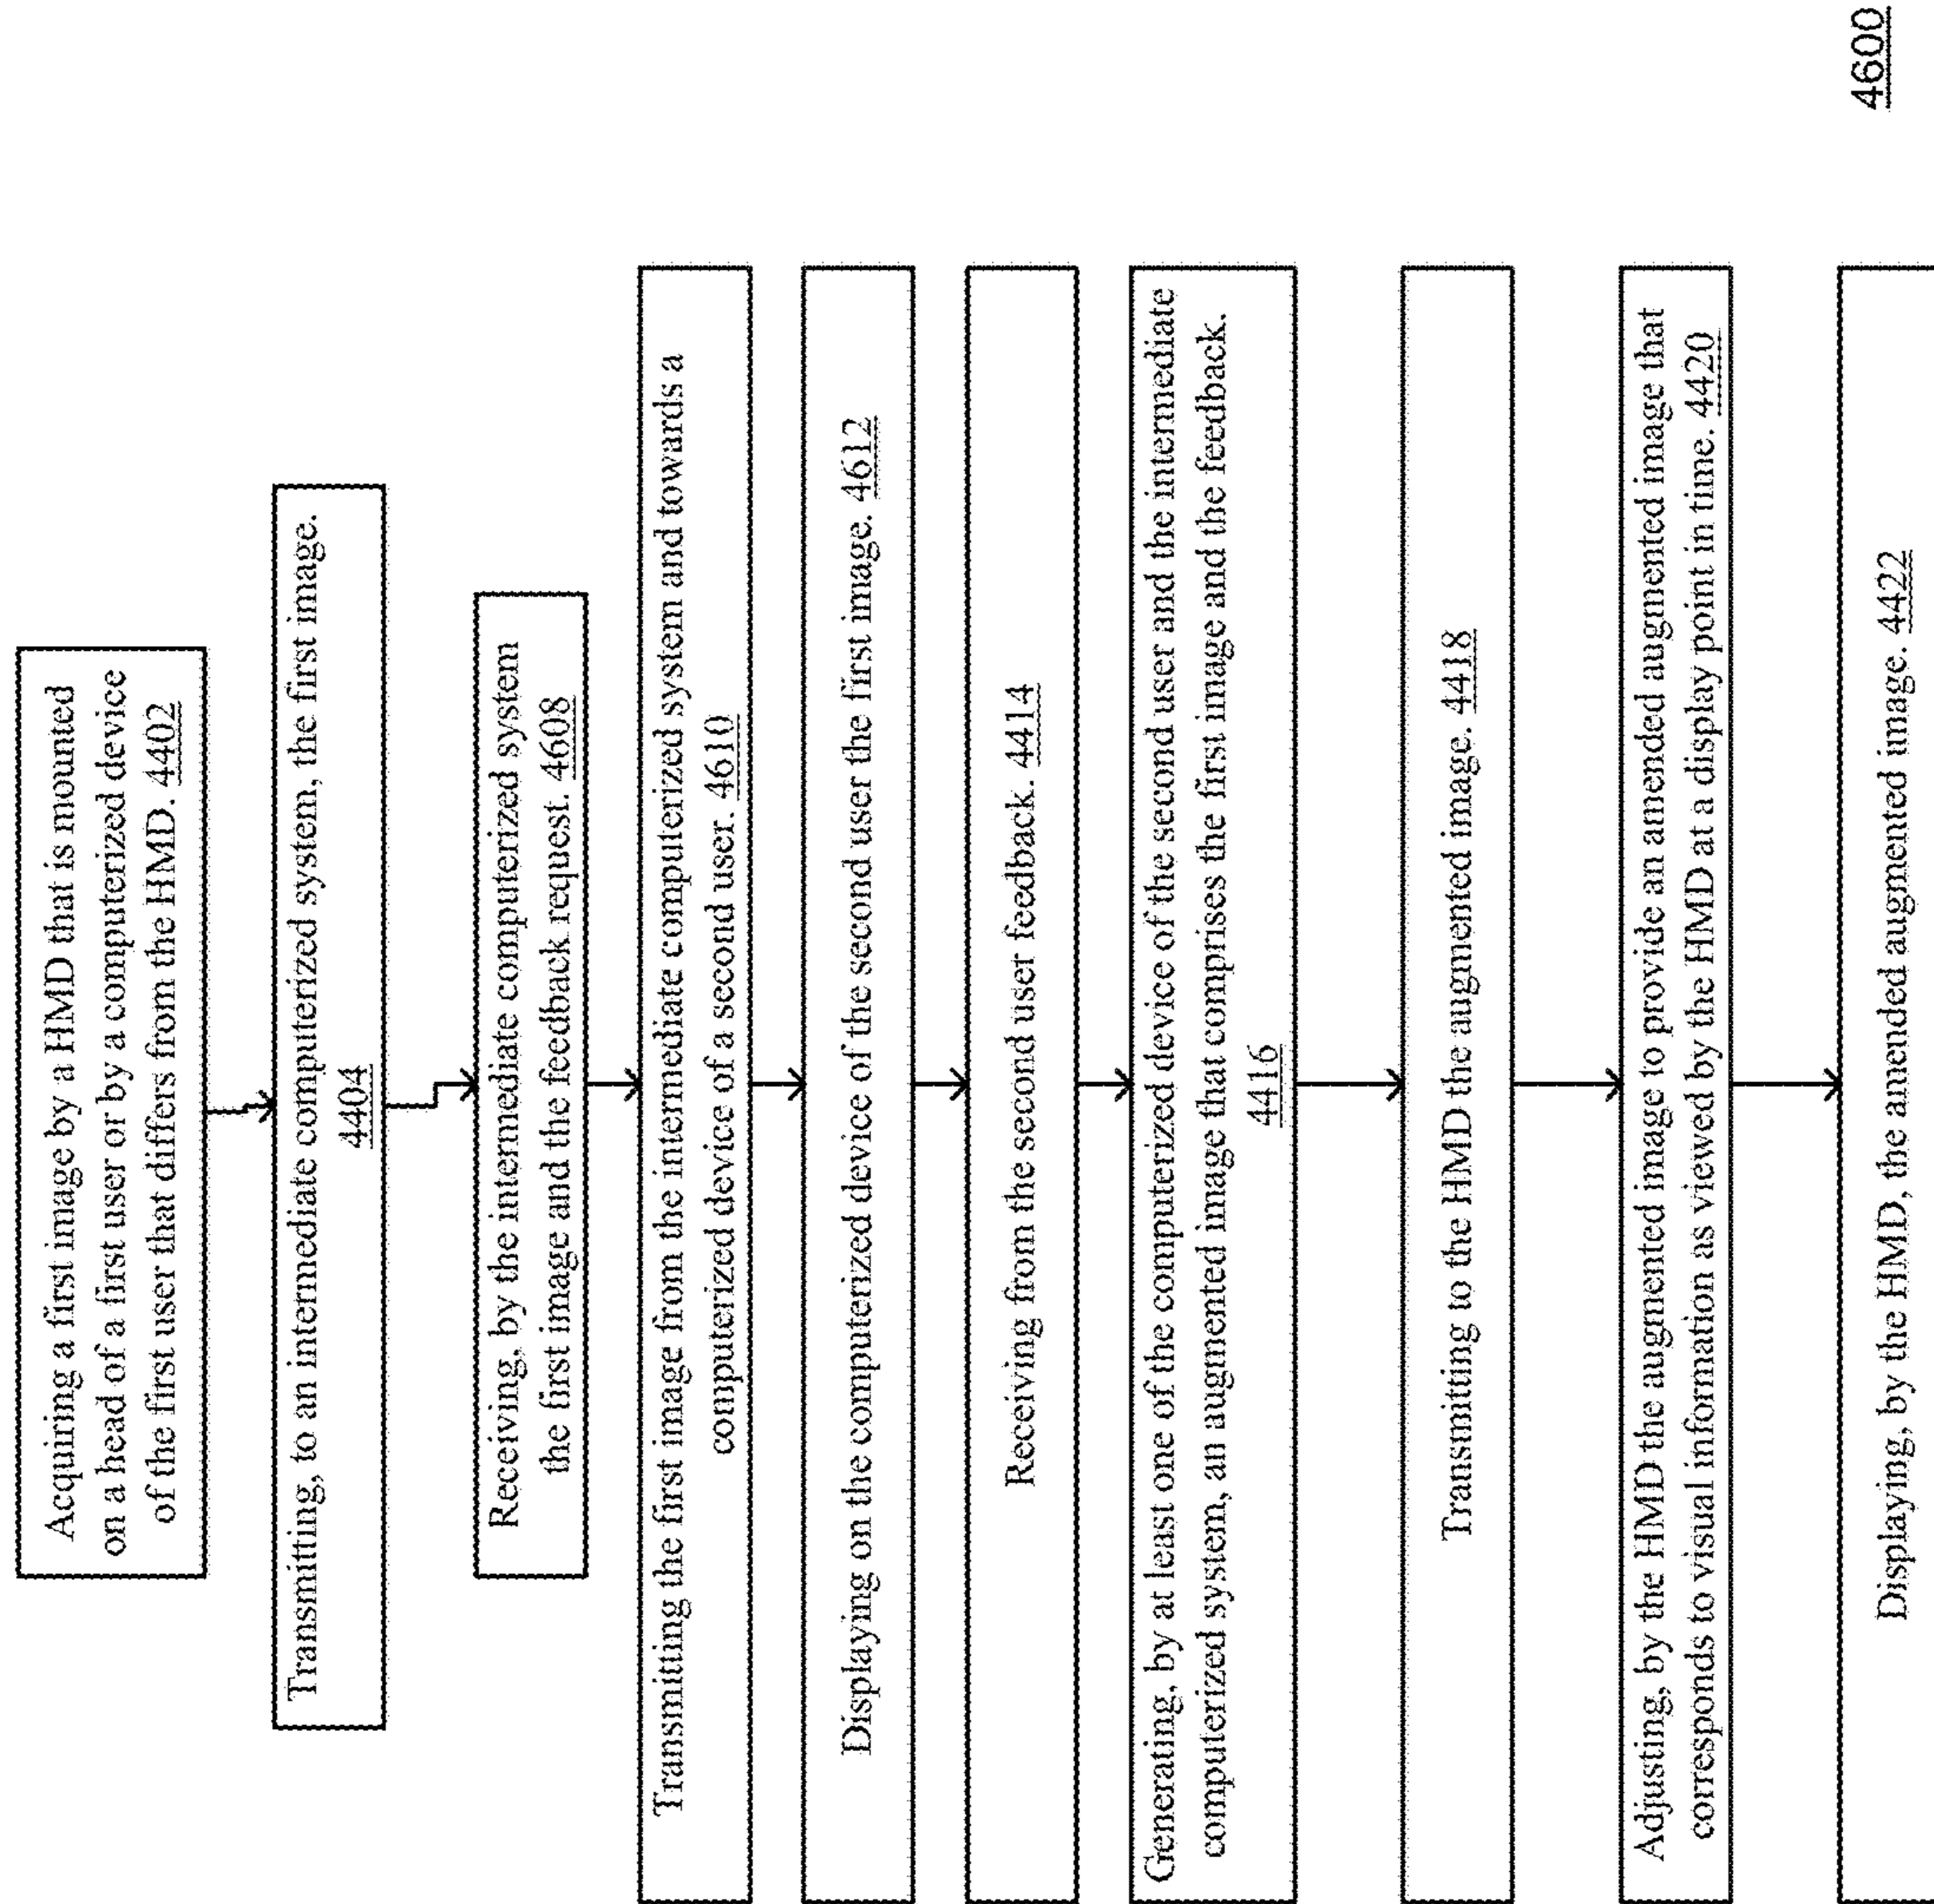 Acquiring a first image by a HMD that is mounted
on a head of a first user or by a computerized device
of the first user that differs from the HMD. 4402
Transmitting, to an intermediate computerized system, the first image.
4404
Receiving, by the intermediate computerized system
the first image and the feedback request. 4608
Transmitting the first image from the intermediate computerized system and towards a
computerized device of a second user. 4610
Displaying on the computerized device of the second user the first image. 4612
Receiving from the second user feedback. 4414
Generating, by at least one of the computerized device of the second user and the intermediate
computerized system, an augmented image that comprises the first image and the feedback.
4416
Transmitting to the HMD the augmented image. 4418
Adjusting, by the HMD the augmented image to provide an amended augmented image that
corresponds to visual information as viewed by the HMD at a display point in time. 4420
Displaying, by the HMD, the amended augmented image. 4422
4600